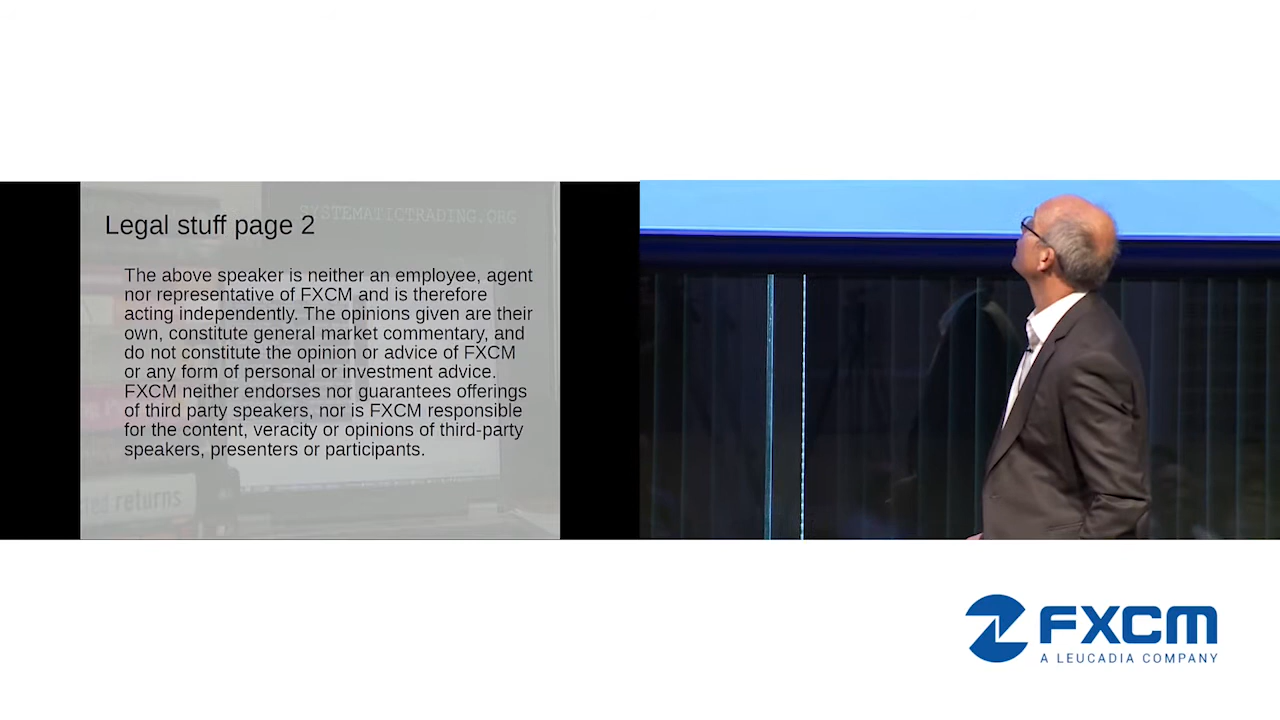 SYSTEMATICTRADING.ORG
Legal stuff page 2
The above speaker is neither an employee, agent
nor representative of FXCM and is therefore
acting independently. The opinions given are their
own, constitute general market commentary, and
do not constitute the opinion or advice of FXCM
or any form of personal or investment advice.
FXCM neither endorses nor guarantees offerings
of third party speakers, nor is FXCM responsible
for the content, veracity or opinions of third-party
speakers, presenters or participants.
returns
FXCM
A LEUCADIA COMPANY